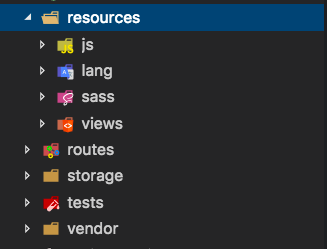 resources
js
lang
sass
views
routes
storage
tests
vendor